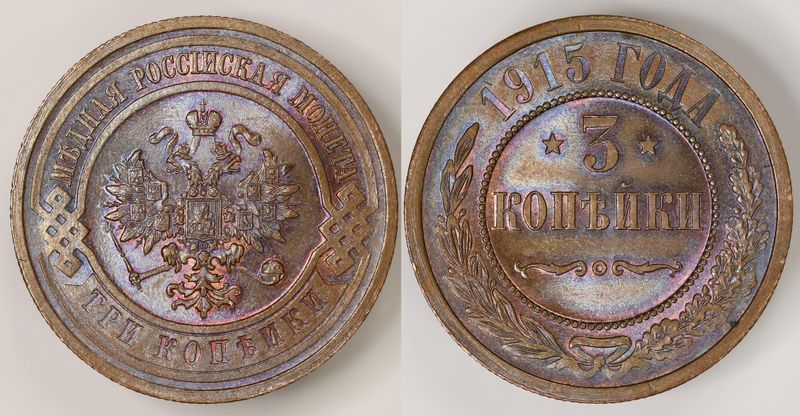 МѢДНАЯ РОССІЙСКАЯ МОНЕТА
ТРИ КОПѢЙКИ
1915 ГОДА
3
КОПѢЙКИ